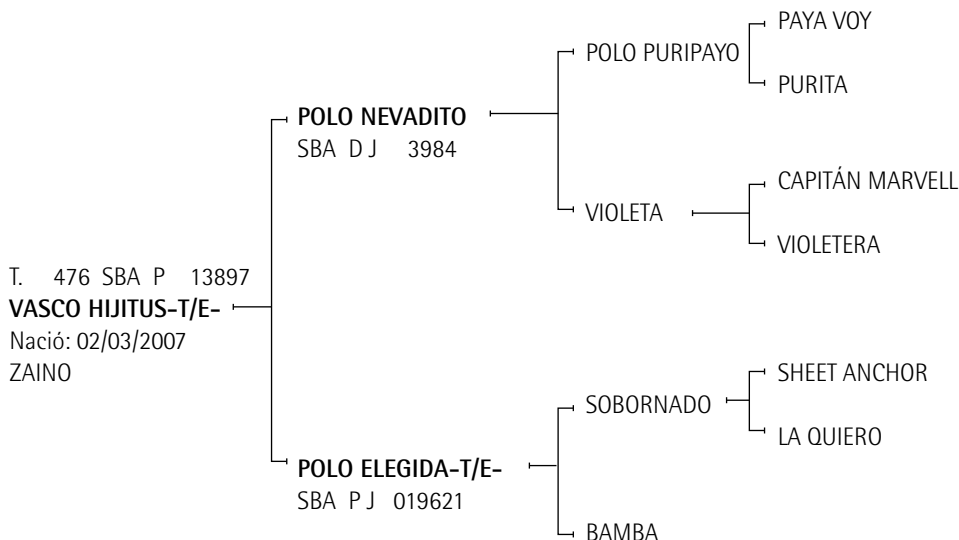 PAYA VOY
POLO PURIPAYO
PURITA
POLO NEVADITO
SBA D J 3984
CAPITÁN MARVELL
VIOLETA
VIOLETERA
T. 476 SBA P 13897
VASCO HIJITUS-T/E-
Nació: 02/03/2007
ZAINO
SHEET ANCHOR
SOBORNADO
LA QUIERO
POLO ELEGIDA-T/E-
SBA P J 019621
BAMBA